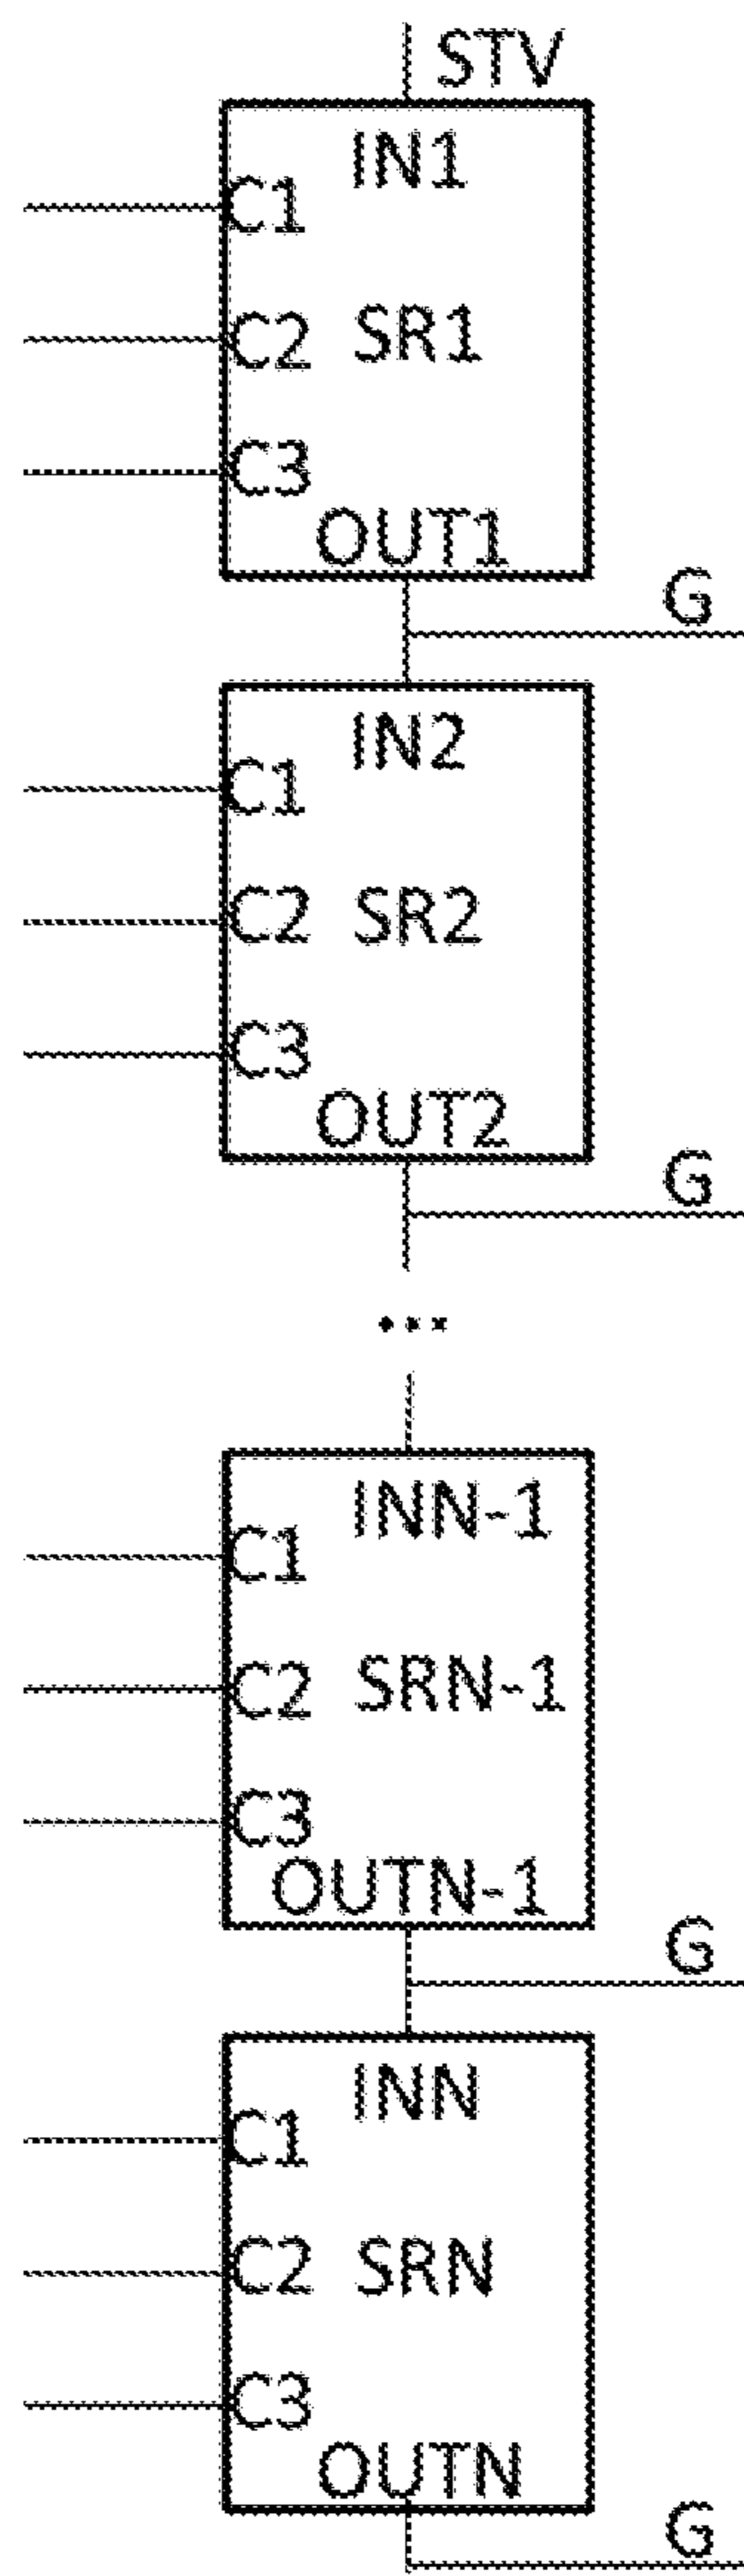 STV
IN1
C1
C2 SR1
C3
OUT1
G
IN2
C1
C2 SR2
C3
OUT2
G
...
INN-1
C1
C2 SRN-1
C3
OUTN-1
G
INN
C1
C2 SRN
C3
OUTN
G